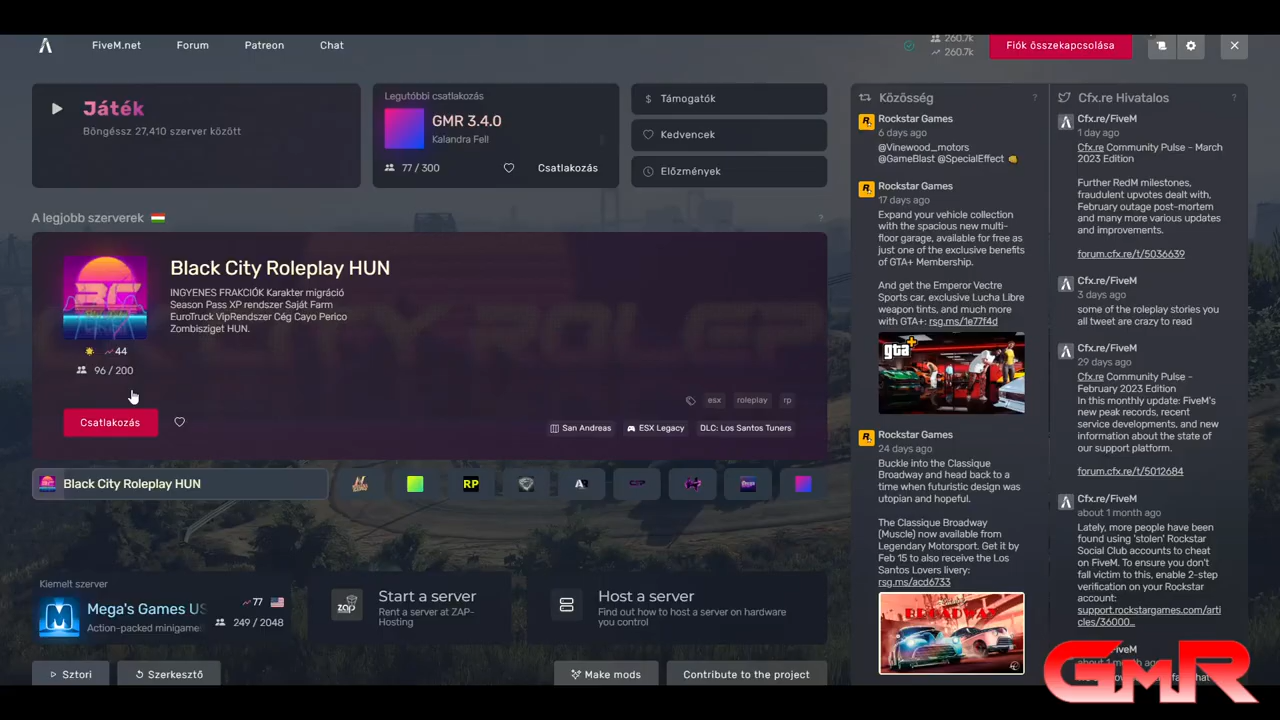 FiveM.net
Forum
Patreon
Chat
260.7k
260.7k
Fiók összekapcsolása
Játék
Böngéssz 27,410 szerver között
Legutóbbi csatlakozás
GMR 3.4.0
Kalandra Fell
77 / 300
Csatlakozás
$ Támogatók
Kedvencek
Előzmények
A legjobb szerverek
?
BC
Black City Roleplay HUN
INGYENES FRAKCIÓK Karakter migráció
Season Pass XP rendszer Saját Farm
EuroTruck VipRendszer Cég Cayo Perico
Zombisziget HUN.
44
96 / 200
Csatlakozás
esx
roleplay
rp
San Andreas
ESX Legacy
DLC: Los Santos Tuners
Black City Roleplay HUN
RP
Kiemelt szerver
Mega's Games US
Action-packed minigame
77
249 / 2048
ZAP
Start a server
Rent a server at ZAP-
Hosting
Host a server
Find out how to host a server on hardware
you control
Sztori
Szerkesztő
Make mods
Contribute to the project
Közösség
?
Rockstar Games
6 days ago
@Vinewood_motors
@GameBlast @SpecialEffect
Rockstar Games
17 days ago
Expand your vehicle collection
with the spacious new multi-
floor garage, available for free as
just one of the exclusive benefits
of GTA+ Membership.
And get the Emperor Vectre
Sports car, exclusive Lucha Libre
weapon tints, and much more
with GTA+: rsg.ms/1e77f4d
gta+
Rockstar Games
24 days ago
Buckle into the Classique
Broadway and head back to a
time when futuristic design was
utopian and hopeful.
The Classique Broadway
(Muscle) now available from
Legendary Motorsport. Get it by
Feb 15 to also receive the Los
Santos Lovers livery:
rsg.ms/acd6733
BROADWAY
Cfx.re Hivatalos
?
Cfx.re/FiveM
1 day ago
Cfx.re Community Pulse – March
2023 Edition
Further RedM milestones,
fraudulent upvotes dealt with,
February outage post-mortem
and many more various updates
and improvements.
forum.cfx.re/t/5036639
Cfx.re/FiveM
3 days ago
some of the roleplay stories you
all tweet are crazy to read
Cfx.re/FiveM
29 days ago
Cfx.re Community Pulse –
February 2023 Edition
In this monthly update: FiveM's
new peak records, recent
service developments, and new
information about the state of
our support platform.
forum.cfx.re/t/5012684
Cfx.re/FiveM
about 1 month ago
Lately, more people have been
found using 'stolen' Rockstar
Social Club accounts to cheat
on FiveM. To ensure you don't
fall victim to this, enable 2-step
verification on your Rockstar
account:
support.rockstargames.com/arti
cles/36000...
GMR